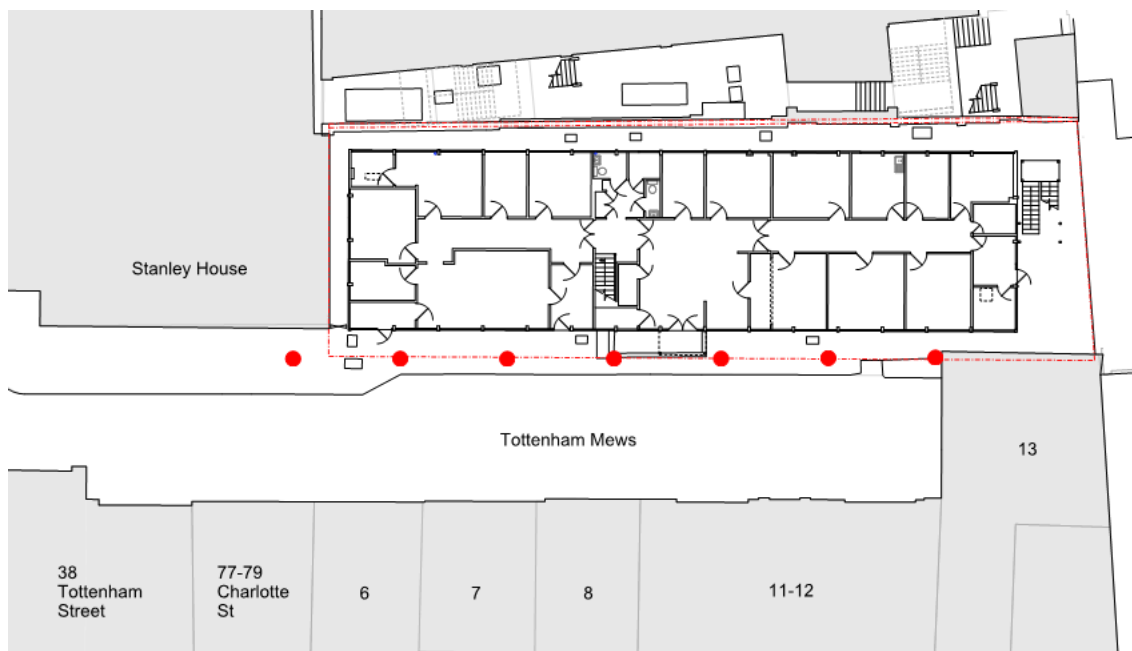 Stanley House
Tottenham Mews
13
38
Tottenham
Street
77-79
Charlotte
St
6
7
8
11-12